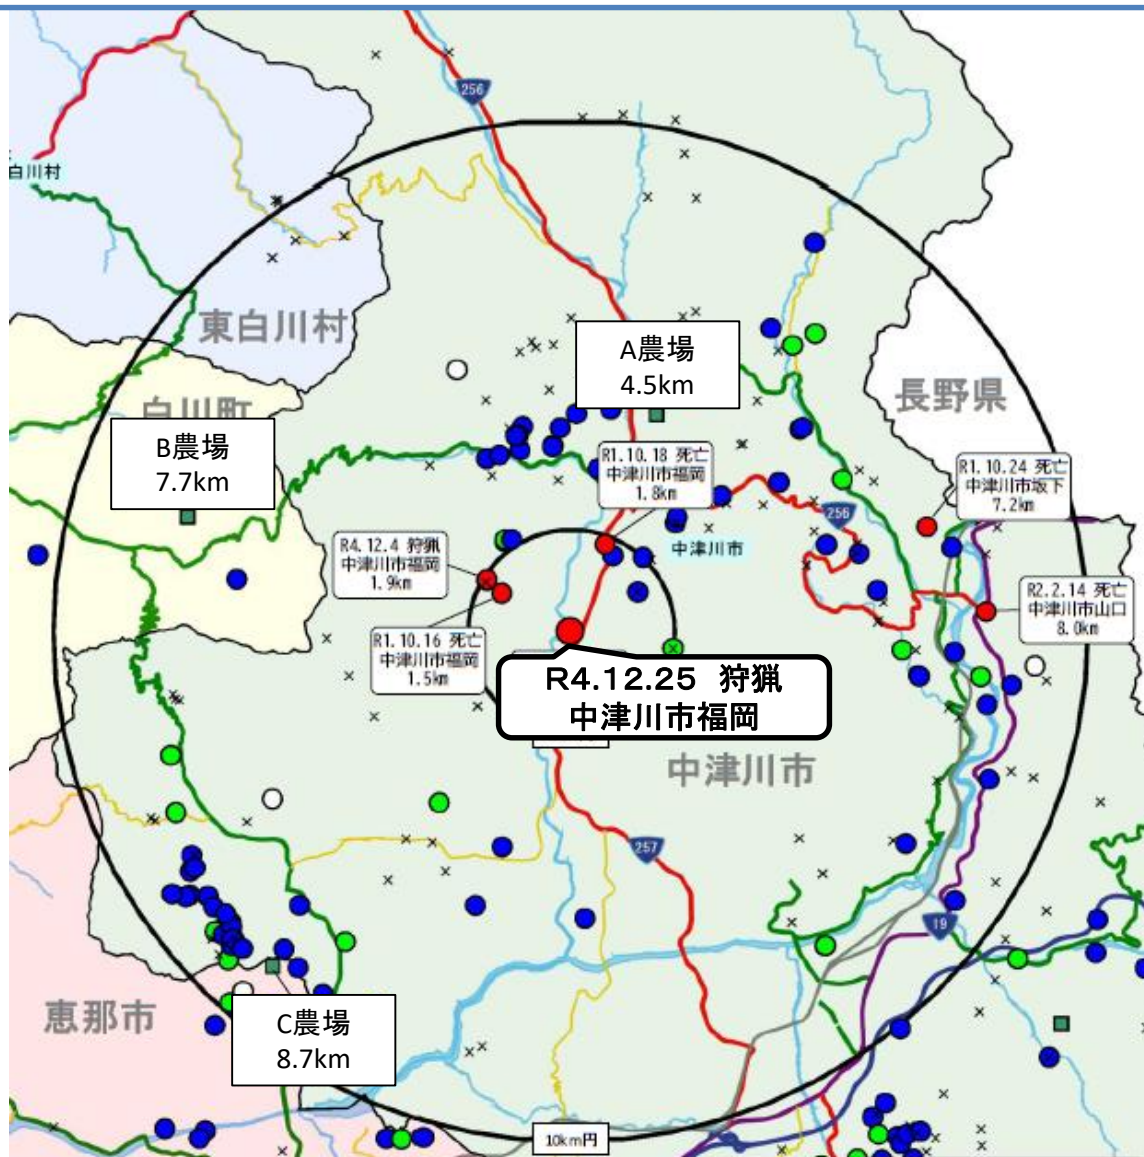 256
白川村
東白川村
A農場
4.5km
長野県
白川町
B農場
7.7km
R1.10.18 死亡
中津川市福岡
1.8km
R1.10.24 死亡
中津川市坂下
7.2km
256
中津川市
R4.12.4 狩猟
中津川市福岡
1.9km
R2.2.14 死亡
中津川市山口
8.0km
R1.10.16 死亡
中津川市福岡
1.5km
R4.12.25 狩猟
中津川市福岡
中津川市
257
19
恵那市
C農場
8.7km
10km円